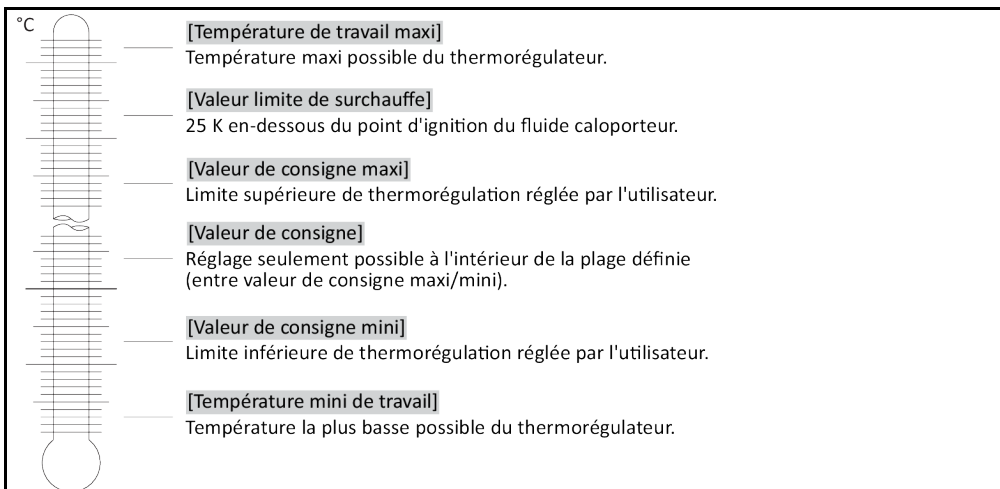 °C
[Température de travail maxi]
Température maxi possible du thermorégulateur.
[Valeur limite de surchauffe]
25 K en-dessous du point d'ignition du fluide caloporteur.
[Valeur de consigne maxi]
Limite supérieure de thermorégulation réglée par l'utilisateur.
[Valeur de consigne]
Réglage seulement possible à l'intérieur de la plage définie
(entre valeur de consigne maxi/mini).
[Valeur de consigne mini]
Limite inférieure de thermorégulation réglée par l'utilisateur.
[Température mini de travail]
Température la plus basse possible du thermorégulateur.